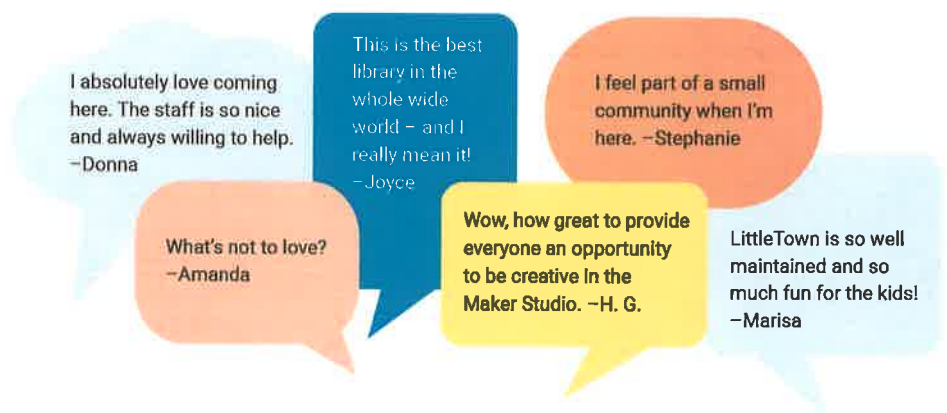 I absolutely love coming
here. The staff is so nice
and always willing to help.
–Donna
This is the best
library in the
whole wide
world – and I
really mean it!
–Joyce
I feel part of a small
community when I'm
here. –Stephanie
What's not to love?
–Amanda
Wow, how great to provide
everyone an opportunity
to be creative in the
Maker Studio. –H. G.
LittleTown is so well
maintained and so
much fun for the kids!
–Marisa